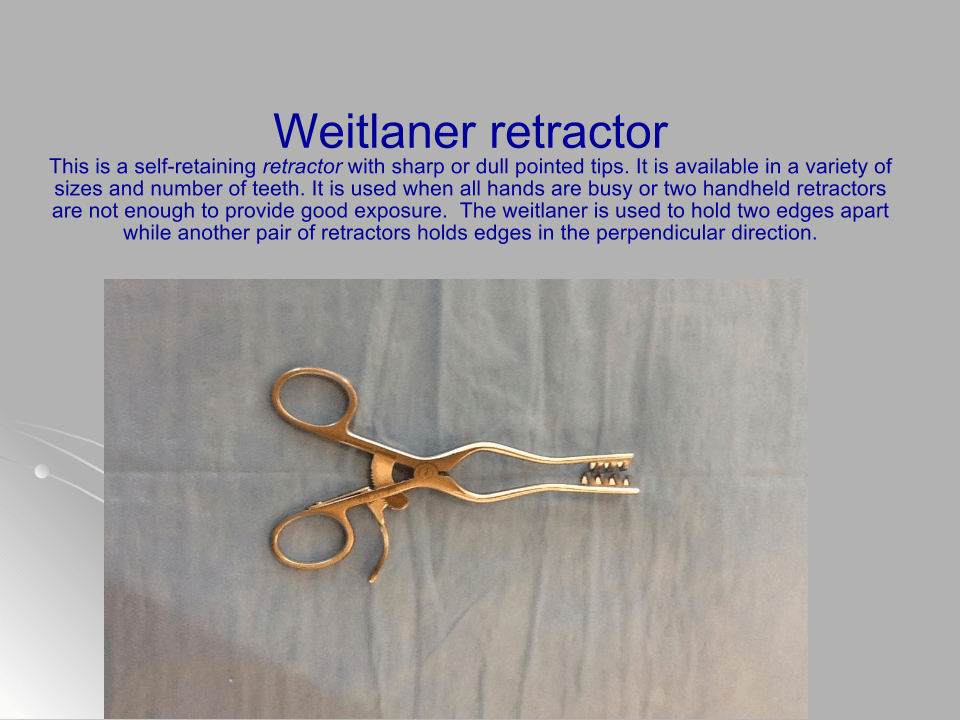 Weitlaner retractor
This is a self-retaining retractor with sharp or dull pointed tips. It is available in a variety of
sizes and number of teeth. It is used when all hands are busy or two handheld retractors
are not enough to provide good exposure.  The weitlaner is used to hold two edges apart
while another pair of retractors holds edges in the perpendicular direction.